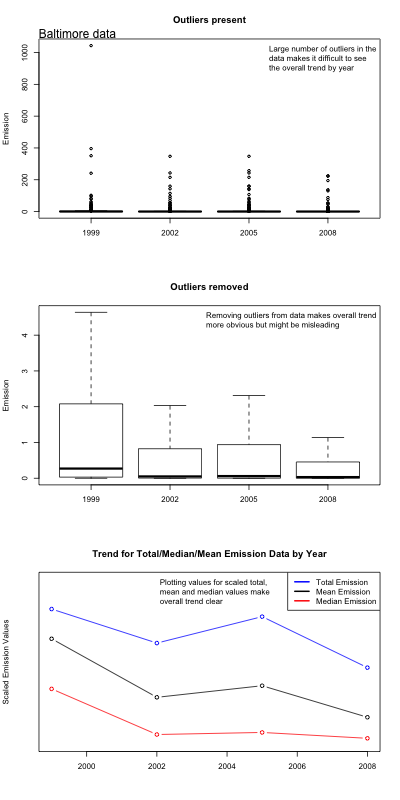 Outliers present
Baltimore data
Large number of outliers in the
data makes it difficult to see
the overall trend by year
Emission
1000
800
600
400
200
0
1999 2002 2005 2008
Outliers removed
Removing outliers from data makes overall trend
more obvious but might be misleading
Emission
4
3
2
1
0
1999 2002 2005 2008
Trend for Total/Median/Mean Emission Data by Year
Plotting values for scaled total,
mean and median values make
overall trend clear
Total Emission
Mean Emission
Median Emission
Scaled Emission Values
2000 2002 2004 2006 2008